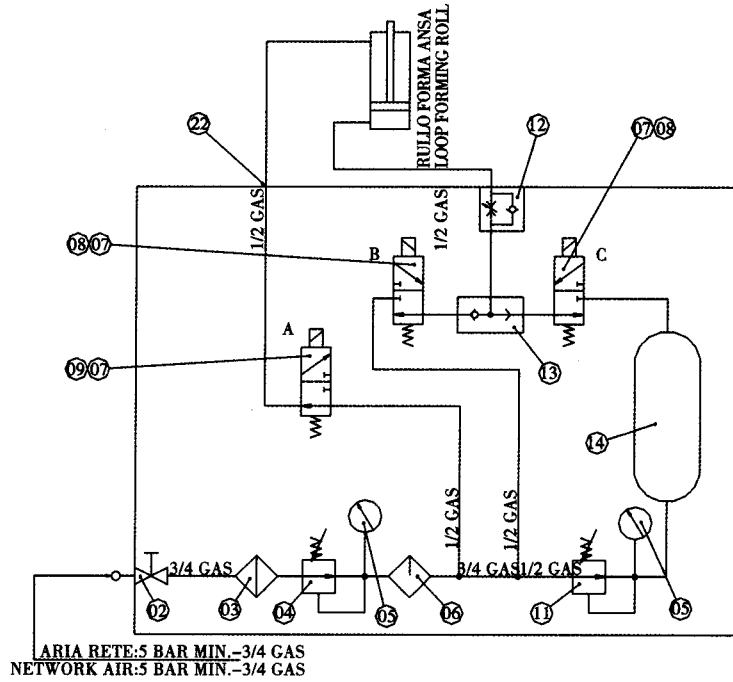 RULLO FORMA ANSA
LOOP FORMING ROLL
22
12
07 08
1/2 GAS
1/2 GAS
08 07
B
C
A
09 07
13
14
1/2 GAS
1/2 GAS
3/4 GAS
3/4 GAS
1/2 GAS
02
03
04
05
06
11
05
ARIA RETE:5 BAR MIN.-3/4 GAS
NETWORK AIR:5 BAR MIN.-3/4 GAS